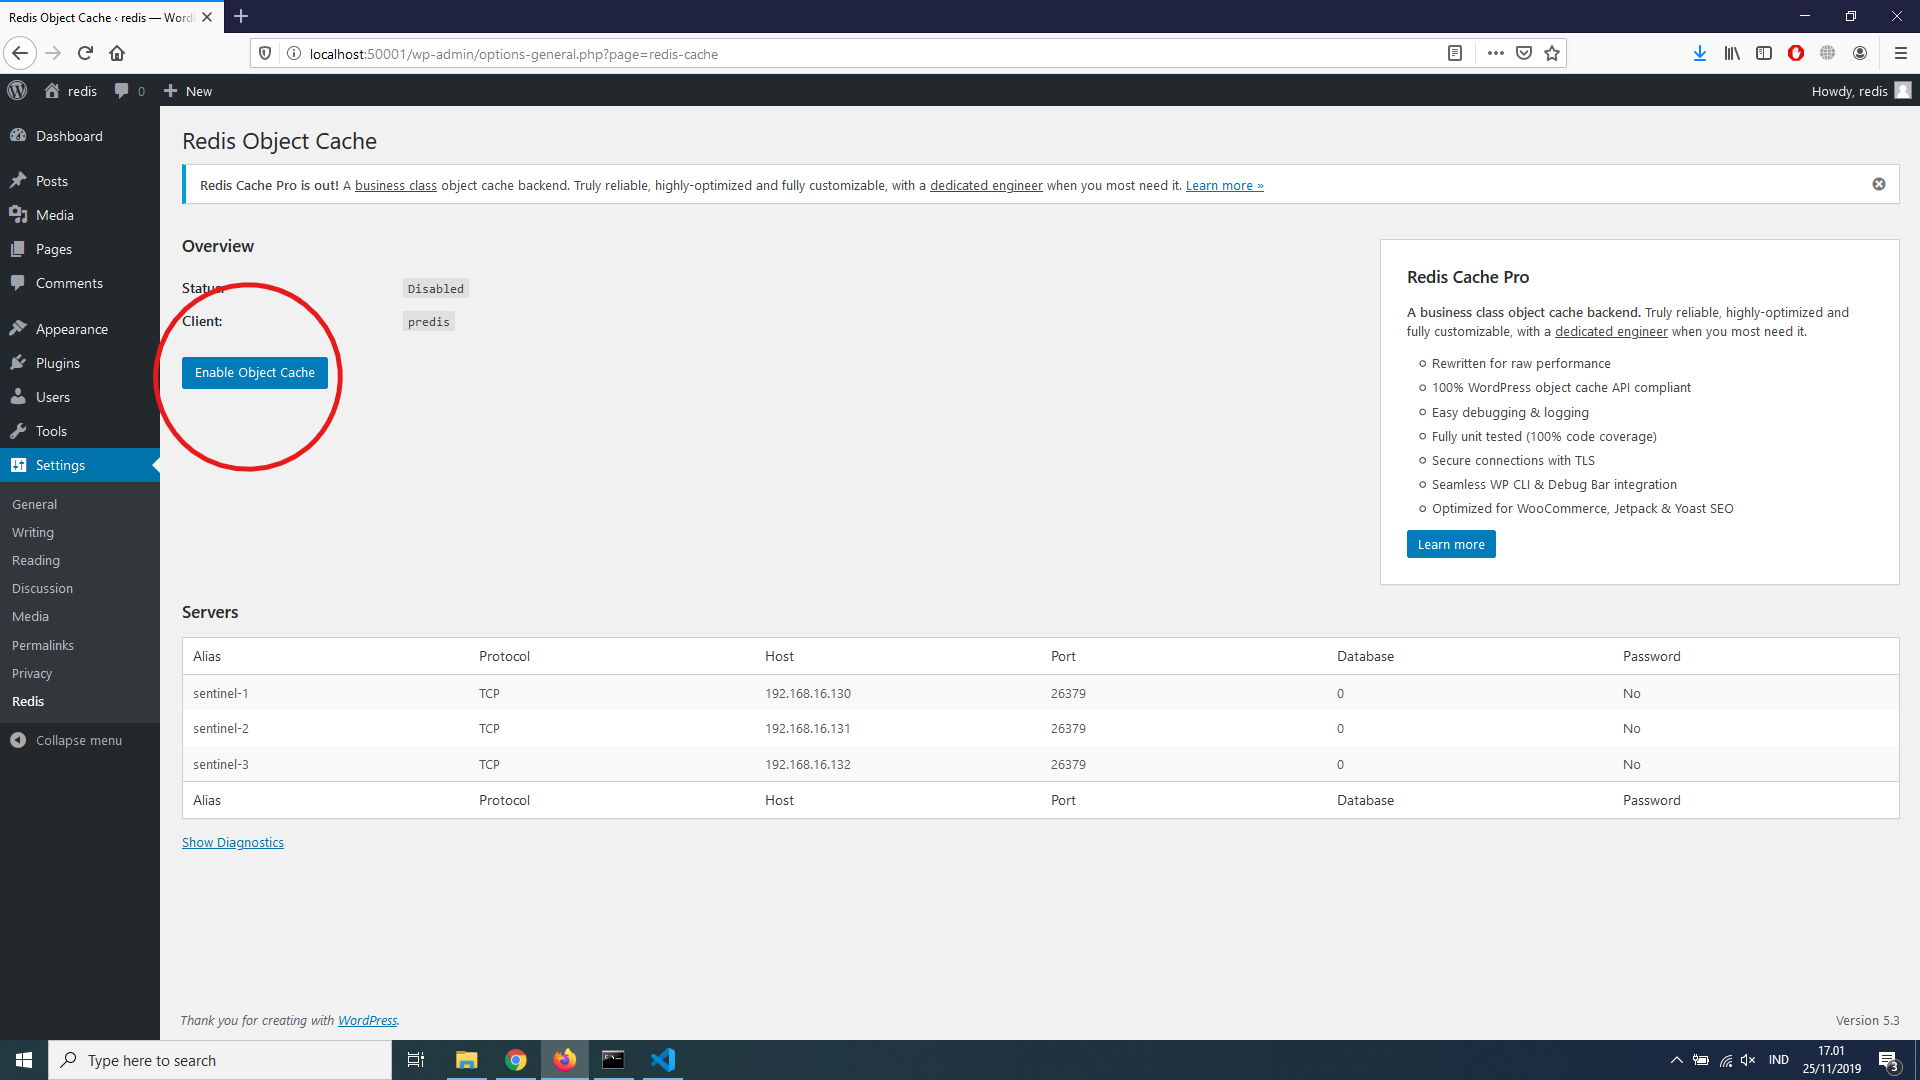 Redis Object Cache ‹ redis — WordP
localhost:50001/wp-admin/options-general.php?page=redis-cache
redis 0 New Howdy, redis
Dashboard
Posts
Media
Pages
Comments
Appearance
Plugins
Users
Tools
Settings
General
Writing
Reading
Discussion
Media
Permalinks
Privacy
Redis
Collapse menu
Redis Object Cache
Redis Cache Pro is out! A business class object cache backend. Truly reliable, highly-optimized and fully customizable, with a dedicated engineer when you most need it. Learn more »
Overview
Status: Disabled
Client: predis
Enable Object Cache
Redis Cache Pro
A business class object cache backend. Truly reliable, highly-optimized and
fully customizable, with a dedicated engineer when you most need it.
Rewritten for raw performance
100% WordPress object cache API compliant
Easy debugging & logging
Fully unit tested (100% code coverage)
Secure connections with TLS
Seamless WP CLI & Debug Bar integration
Optimized for WooCommerce, Jetpack & Yoast SEO
Learn more
Servers
Alias Protocol Host Port Database Password
sentinel-1 TCP 192.168.16.130 26379 0 No
sentinel-2 TCP 192.168.16.131 26379 0 No
sentinel-3 TCP 192.168.16.132 26379 0 No
Alias Protocol Host Port Database Password
Show Diagnostics
Thank you for creating with WordPress. Version 5.3
Type here to search
IND
17.01
25/11/2019
3